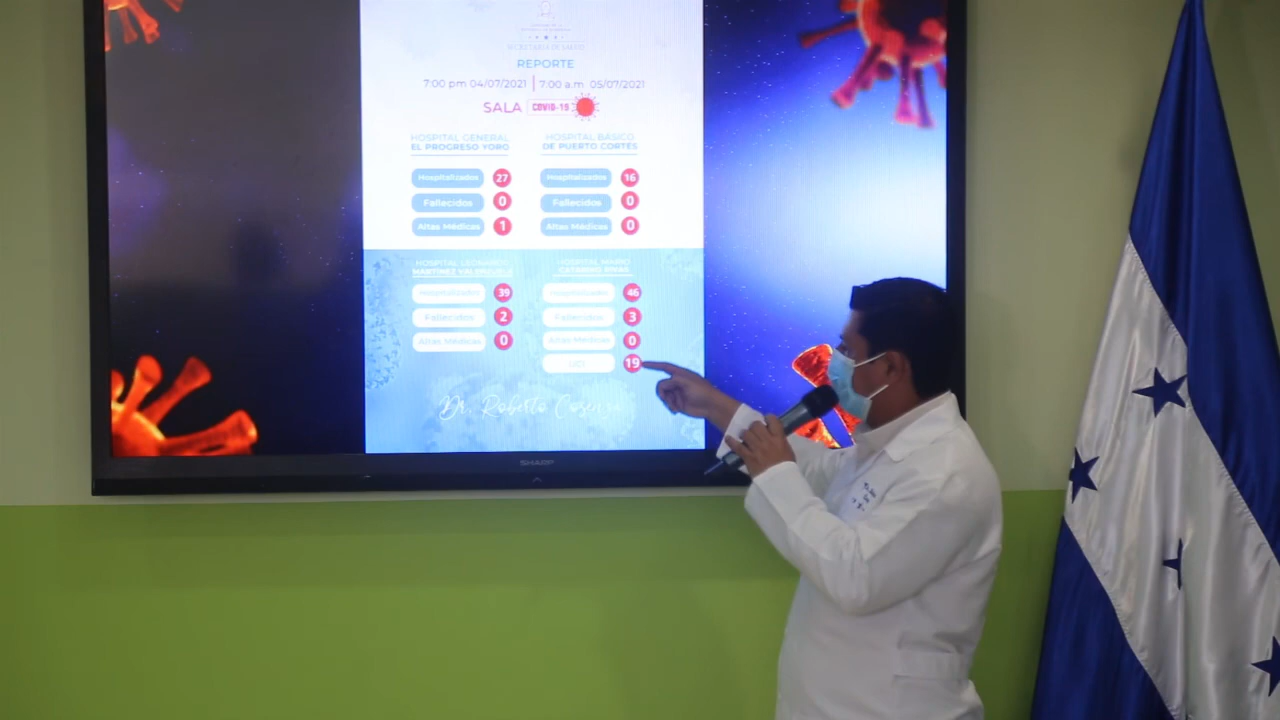 SECRETARIA DE SALUD
REPORTE
7:00 pm 04/07/2021 7:00 a.m 05/07/2021
SALA COVID-19
HOSPITAL GENERAL
EL PROGRESO YORO
Hospitalizados 27
Fallecidos 0
Altas Médicas 1
HOSPITAL BÁSICO
DE PUERTO CORTES
Hospitalizados 16
Fallecidos 0
Altas Médicas 0
HOSPITAL LEONARDO
MARTÍNEZ VALENZUELA
Hospitalizados 39
Fallecidos 2
Altas Médicas 0
HOSPITAL MARIO
CATARINO RIVAS
Hospitalizados 46
Fallecidos 3
Altas Médicas 0
UCI 19
Dr. Roberto Cosenza
SHARP